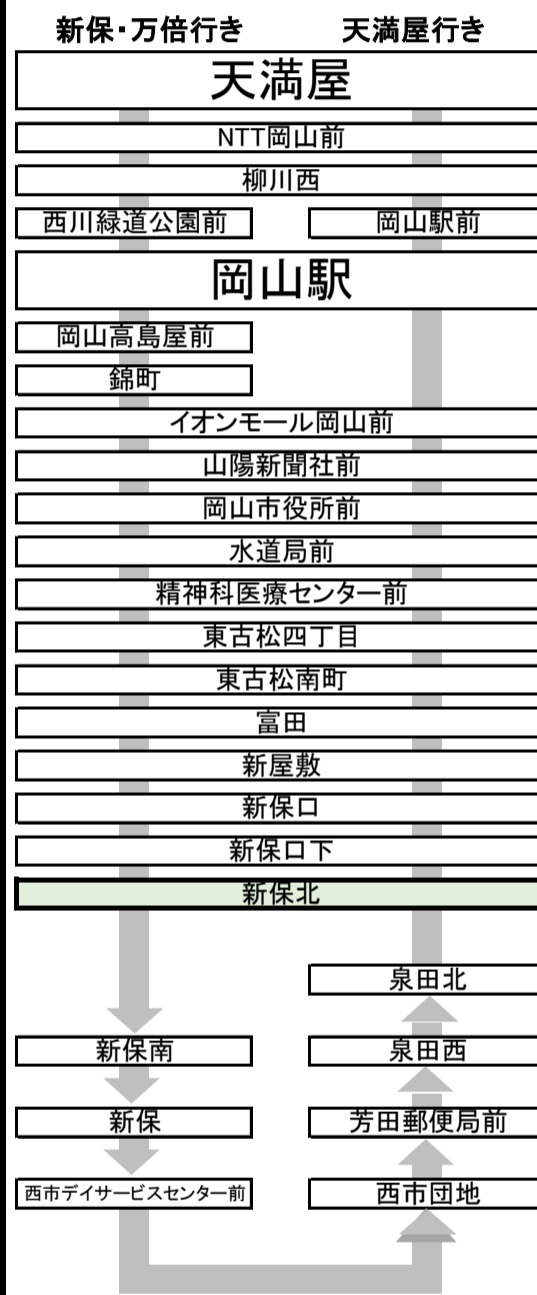 新保・万倍行き 天満屋行き
天満屋
NTT岡山前
柳川西
西川緑道公園前 岡山駅前
岡山駅
岡山高島屋前
錦町
イオンモール岡山前
山陽新聞社前
岡山市役所前
水道局前
精神科医療センター前
東古松四丁目
東古松南町
富田
新屋敷
新保口
新保口下
新保北
泉田北
新保南 泉田西
新保 芳田郵便局前
西市デイサービスセンター前 西市団地